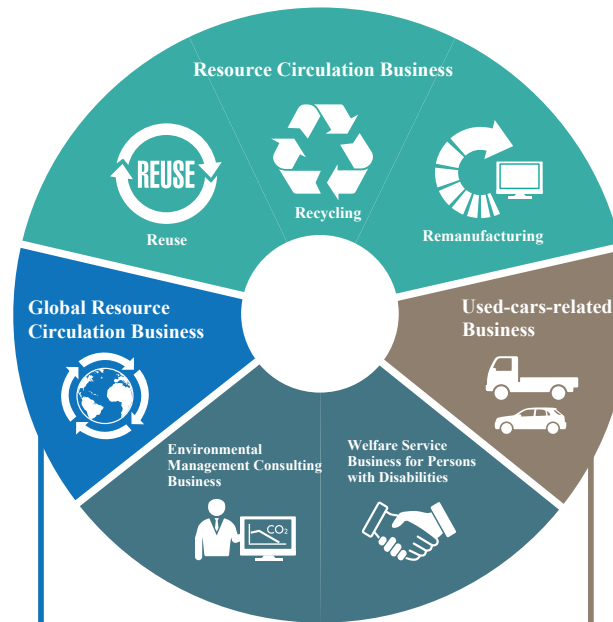 Resource Circulation Business
REUSE
Reuse
Recycling
Remanufacturing
Global Resource
Circulation Business
Used-cars-related
Business
Environmental
Management Consulting
Business
CO₂
Welfare Service
Business for Persons
with Disabilities